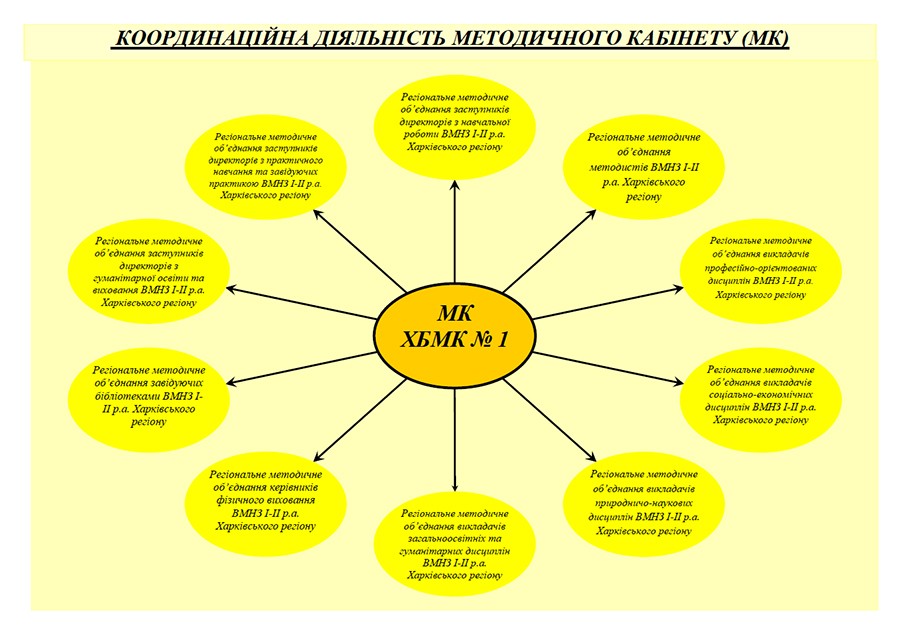 КООРДИНАЦІЙНА ДІЯЛЬНІСТЬ МЕТОДИЧНОГО КАБІНЕТУ (МК)
Регіональне методичне
об’єднання заступників
директорів з навчальної
роботи ВМНЗ І-ІІ р.а.
Харківського регіону
Регіональне методичне
об’єднання
методистів ВМНЗ І-ІІ
р.а. Харківського
регіону
Регіональне методичне
об’єднання викладачів
професійно-орієнтованих
дисциплін ВМНЗ І-ІІ р.а.
Харківського регіону
Регіональне методичне
об’єднання викладачів
соціально-економічних
дисциплін ВМНЗ І-ІІ р.а.
Харківського регіону
Регіональне методичне
об’єднання викладачів
природничо-наукових
дисциплін ВМНЗ І-ІІ р.а.
Харківського регіону
Регіональне методичне
об’єднання викладачів
загальноосвітніх та
гуманітарних дисциплін
ВМНЗ І-ІІ р.а.
Харківського регіону
Регіональне методичне
об’єднання керівників
фізичного виховання
ВМНЗ І-ІІ р.а.
Харківського регіону
Регіональне методичне
об’єднання завідуючих
бібліотеками ВМНЗ І-
ІІ р.а. Харківського
регіону
Регіональне методичне
об’єднання заступників
директорів з
гуманітарної освіти та
виховання ВМНЗ І-ІІ р.а.
Харківського регіону
Регіональне методичне
об’єднання заступників
директорів з практичного
навчання та завідуючих
практикою ВМНЗ І-ІІ р.а.
Харківського регіону
МК
ХБМК № 1